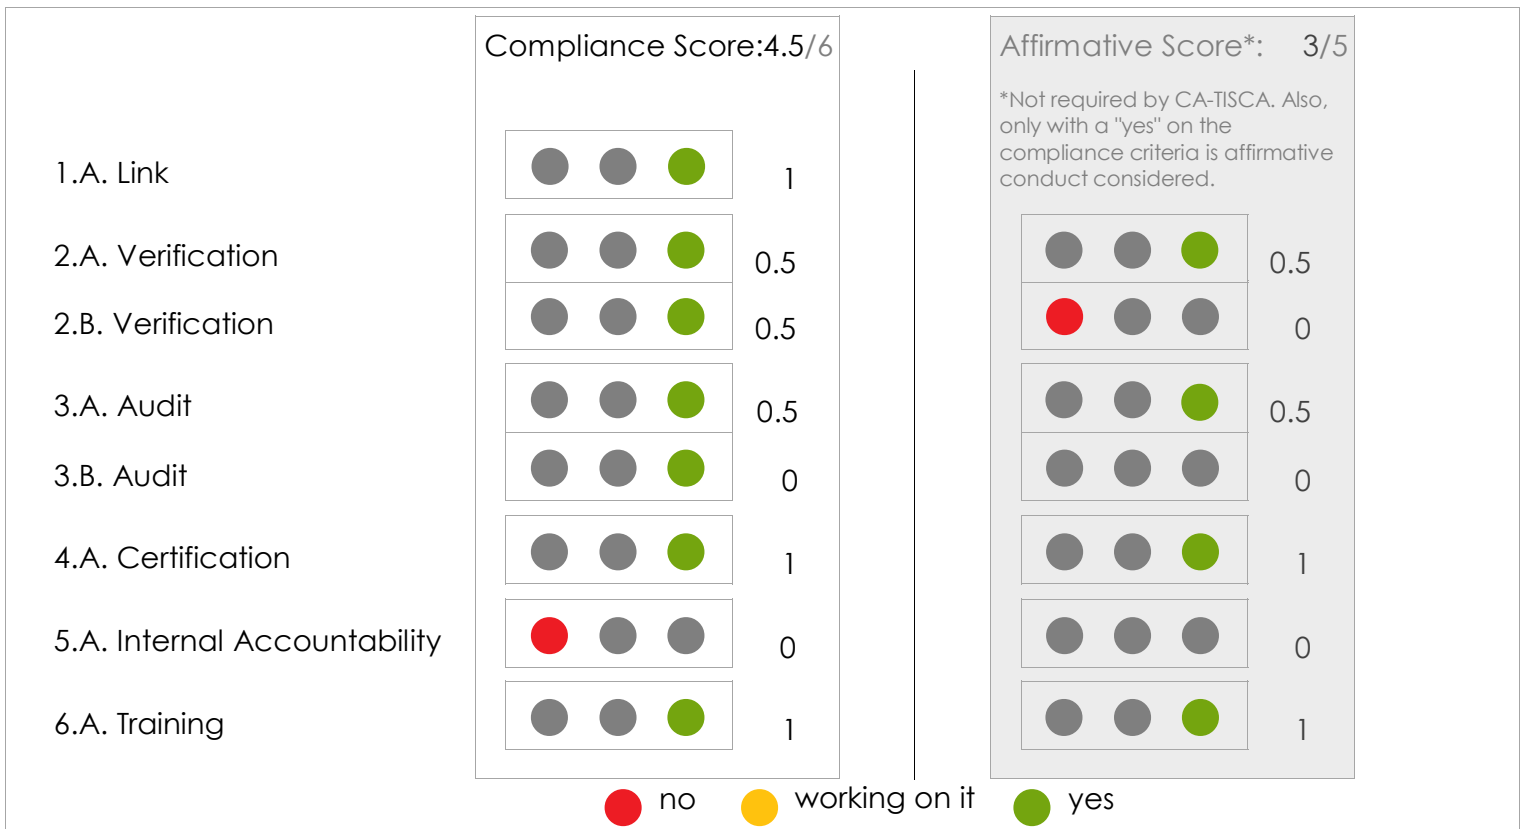 Compliance Score:4.5/6
Affirmative Score*: 3/5
*Not required by CA-TISCA. Also,
only with a "yes" on the
compliance criteria is affirmative
conduct considered.
1.A. Link 1
2.A. Verification 0.5 0.5
2.B. Verification 0.5 0
3.A. Audit 0.5 0.5
3.B. Audit 0 0
4.A. Certification 1 1
5.A. Internal Accountability 0 0
6.A. Training 1 1
no working on it yes